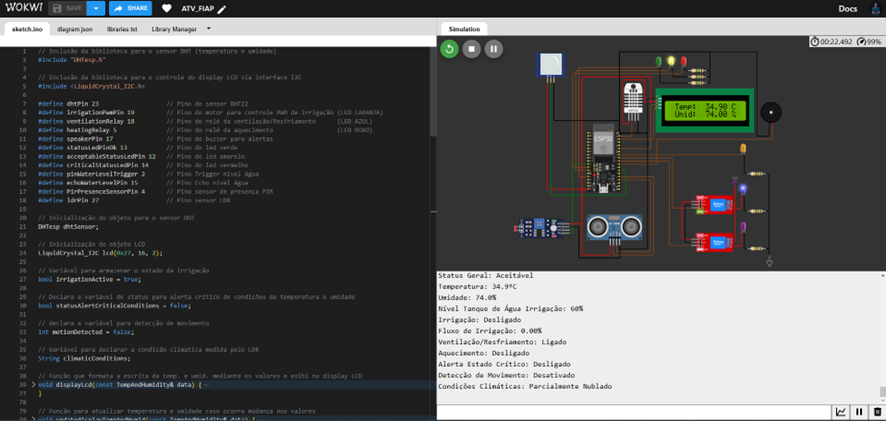 WOKWI
SAVE
SHARE
ATV_FIAP
Docs
sketch.ino
diagram.json
libraries.txt
Library Manager
Simulation
1 // Inclusão da biblioteca para o sensor DHT (temperatura e umidade)
2 #include "DHTesp.h"
3
4 // Inclusão da biblioteca para o controle do display LCD via interface I2C
5 #include <LiquidCrystal_I2C.h>
6
7 #define dhtPin 23 // Pino do sensor DHT22
8 #define irrigationPwmPin 19 // Pino do motor para controle PWM da irrigação (LED LARANJA)
9 #define ventilationRelay 18 // Pino do relé da ventilação/Resfriamento (LED AZUL)
10 #define heatingRelay 5 // Pino do relé da aquecimento (LED ROXO)
11 #define speakerPin 17 // Pino do buzzer para alertas
12 #define statusLedPinOk 13 // Pino do led verde
13 #define acceptableStatusLedPin 12 // Pino do led amarelo
14 #define criticalStatusLedPin 14 // Pino do led vermelho
15 #define pinWaterLevelTrigger 2 // Pino Trigger nível água
16 #define echoWaterLevelPin 15 // Pino Echo nível água
17 #define PirPresenceSensorPin 4 // Pino sensor de presença PIR
18 #define ldrPin 27 // Pino sensor LDR
19
20 // Inicialização do objeto para o sensor DHT
21 DHTesp dhtSensor;
22
23 // Inicialização do objeto LCD
24 LiquidCrystal_I2C lcd(0x27, 16, 2);
25
26 // Variável para armazenar o estado da irrigação
27 bool irrigationActive = true;
28
29 // Declara a variável de status para alerta critico de condições de temperatura e umidade
30 bool statusAlertCriticalConditions = false;
31
32 // declara a variável para detecção de movimento
33 int motionDetected = false;
34
35 // Variável para declarar a condição climatica medida pelo LDR
36 String climaticConditions;
37
38 // Função que formata a escrita da temp. e umid. mediante os valores e exibi no display LCD
39 void displayLcd(const TempAndHumidity& data) {
77 }
78
79 // Função para atualizar temperatura e umidade caso ocorra mudança nos valores
00:22.492
99%
ESP32
Temp: 34.90 C
Umid: 74.00 %
Status Geral: Aceitável
Temperatura: 34.9ºC
Umidade: 74.0%
Nível Tanque de Água Irrigação: 60%
Irrigação: Desligado
Fluxo de Irrigação: 0.00%
Ventilação/Resfriamento: Ligado
Aquecimento: Desligado
Alerta Estado Crítico: Desligado
Detecção de Movimento: Desativado
Condições Climáticas: Parcialmente Nublado